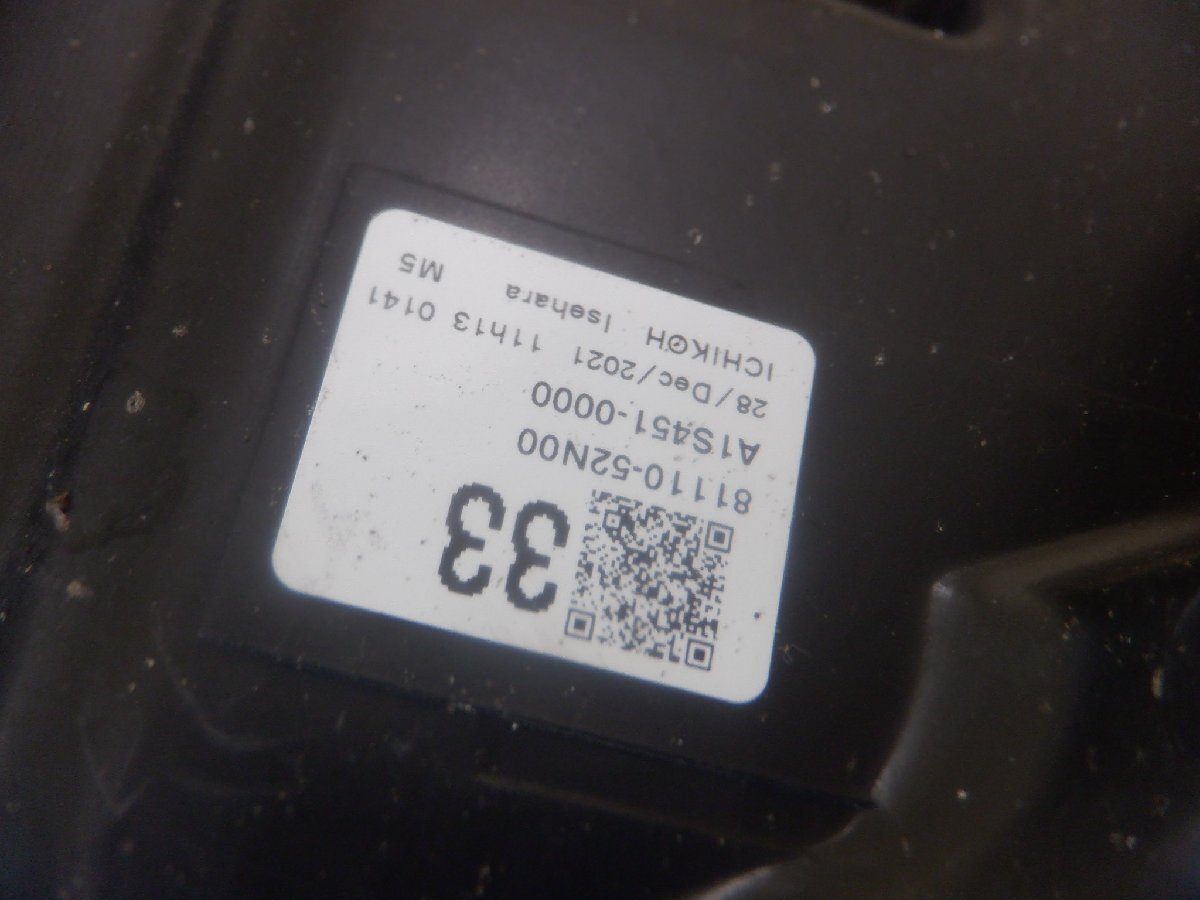 33
81110-52N00
A1S451-0000
28/Dec/2021 11h13 0141
ICHIKOH Isehara M5